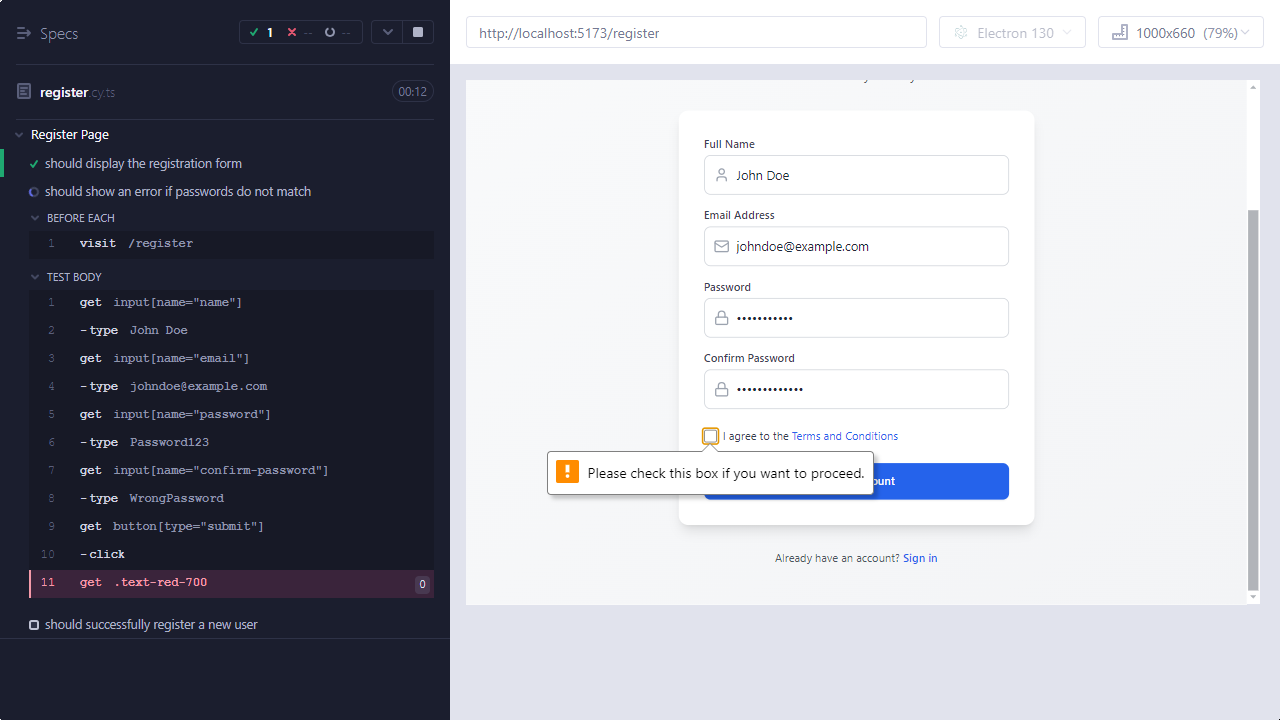 Specs
1 -- --
register.cy.ts
00:12
Register Page
should display the registration form
should show an error if passwords do not match
BEFORE EACH
1 visit /register
TEST BODY
1 get input[name="name"]
2 -type John Doe
3 get input[name="email"]
4 -type johndoe@example.com
5 get input[name="password"]
6 -type Password123
7 get input[name="confirm-password"]
8 -type WrongPassword
9 get button[type="submit"]
10 -click
11 get .text-red-700 0
should successfully register a new user
http://localhost:5173/register
Electron 130
1000x660 (79%)
Full Name
John Doe
Email Address
johndoe@example.com
Password
•••••••••••
Confirm Password
•••••••••••••
I agree to the Terms and Conditions
Please check this box if you want to proceed.
ount
Already have an account? Sign in